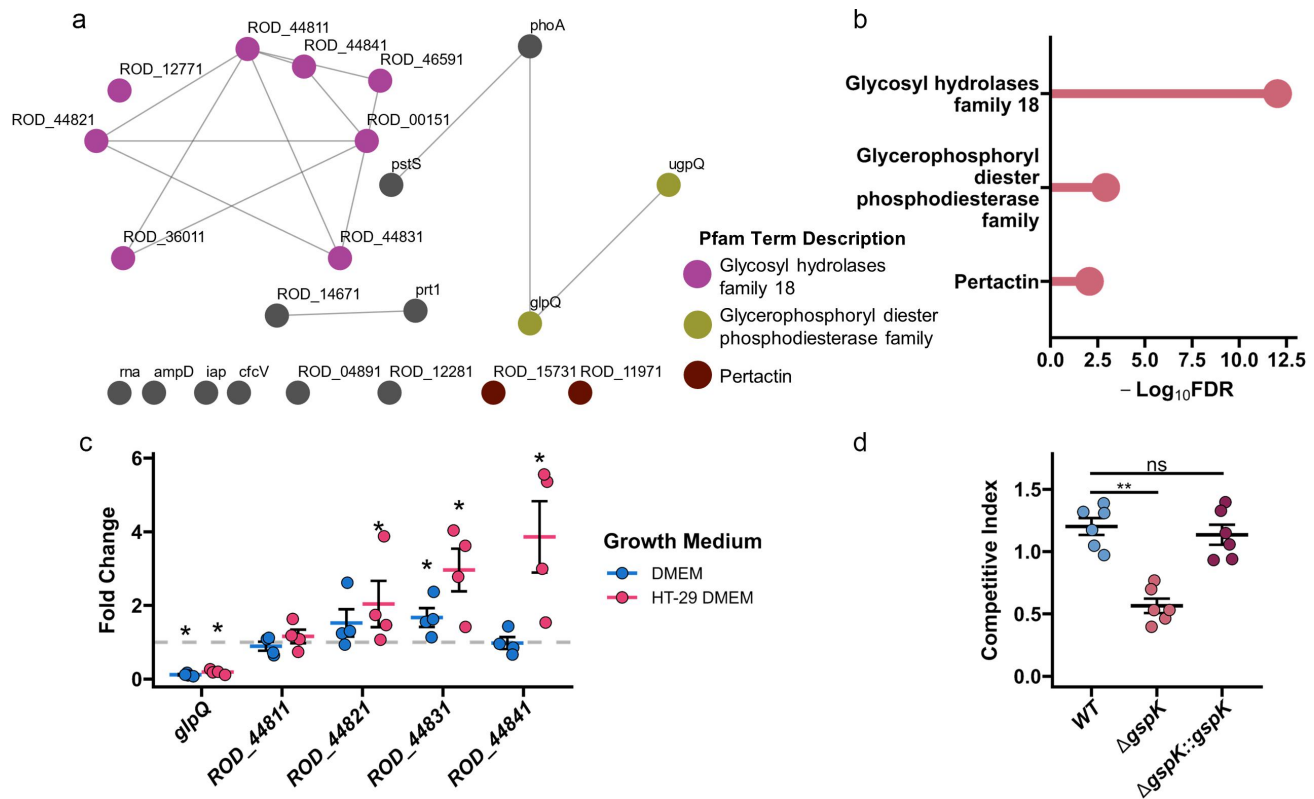 a
ROD_44811
ROD_44841
ROD_46591
ROD_12771
ROD_44821
ROD_00151
phoA
pstS
ugpQ
ROD_36011
ROD_44831
ROD_14671
prt1
glpQ
rna
ampD
iap
cfcV
ROD_04891
ROD_12281
ROD_15731
ROD_11971
Pfam Term Description
Glycosyl hydrolases
family 18
Glycerophosphoryl diester
phosphodiesterase family
Pertactin
b
Glycosyl hydrolases
family 18
Glycerophosphoryl
diester
phosphodiesterase
family
Pertactin
0.0 2.5 5.0 7.5 10.0 12.5
– Log10FDR
c
Fold Change
6
4
2
0
* * * * * *
glpQ
ROD_44811
ROD_44821
ROD_44831
ROD_44841
Growth Medium
DMEM
HT-29 DMEM
d
Competitive Index
1.5
1.0
0.5
0.0
ns
**
WT
ΔgspK
ΔgspK::gspK